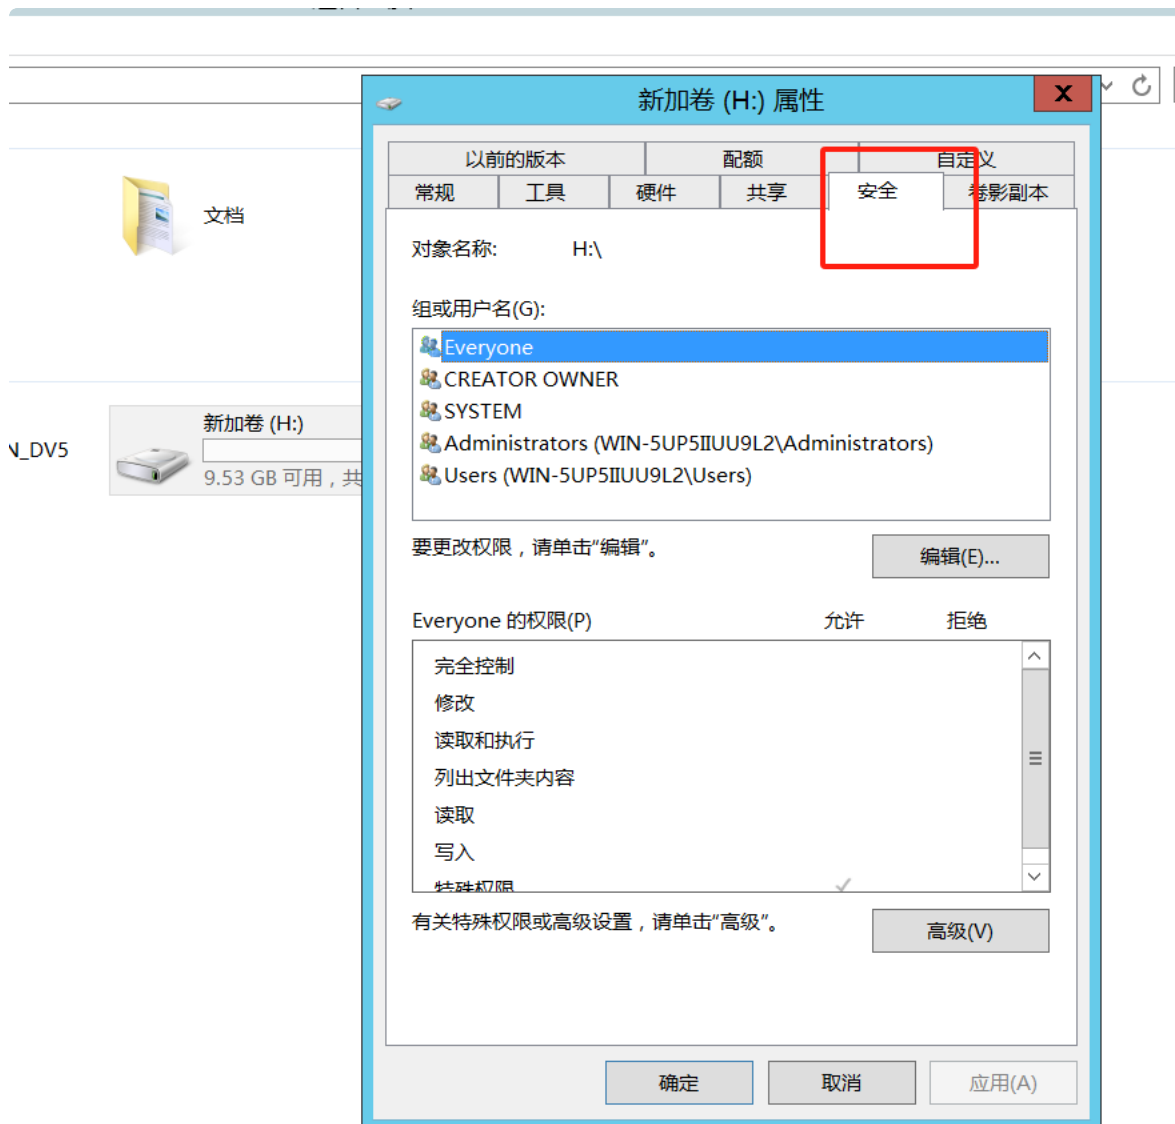 新加卷 (H:) 属性
X
以前的版本
配额
自定义
常规
工具
硬件
共享
安全
卷影副本
文档
对象名称:
H:\
组或用户名(G):
Everyone
CREATOR OWNER
SYSTEM
Administrators (WIN-5UP5IIUU9L2\Administrators)
Users (WIN-5UP5IIUU9L2\Users)
N_DV5
新加卷 (H:)
9.53 GB 可用，共
要更改权限，请单击“编辑”。
编辑(E)...
Everyone 的权限(P)
允许
拒绝
完全控制
修改
读取和执行
列出文件夹内容
读取
写入
特殊权限
有关特殊权限或高级设置，请单击“高级”。
高级(V)
确定
取消
应用(A)